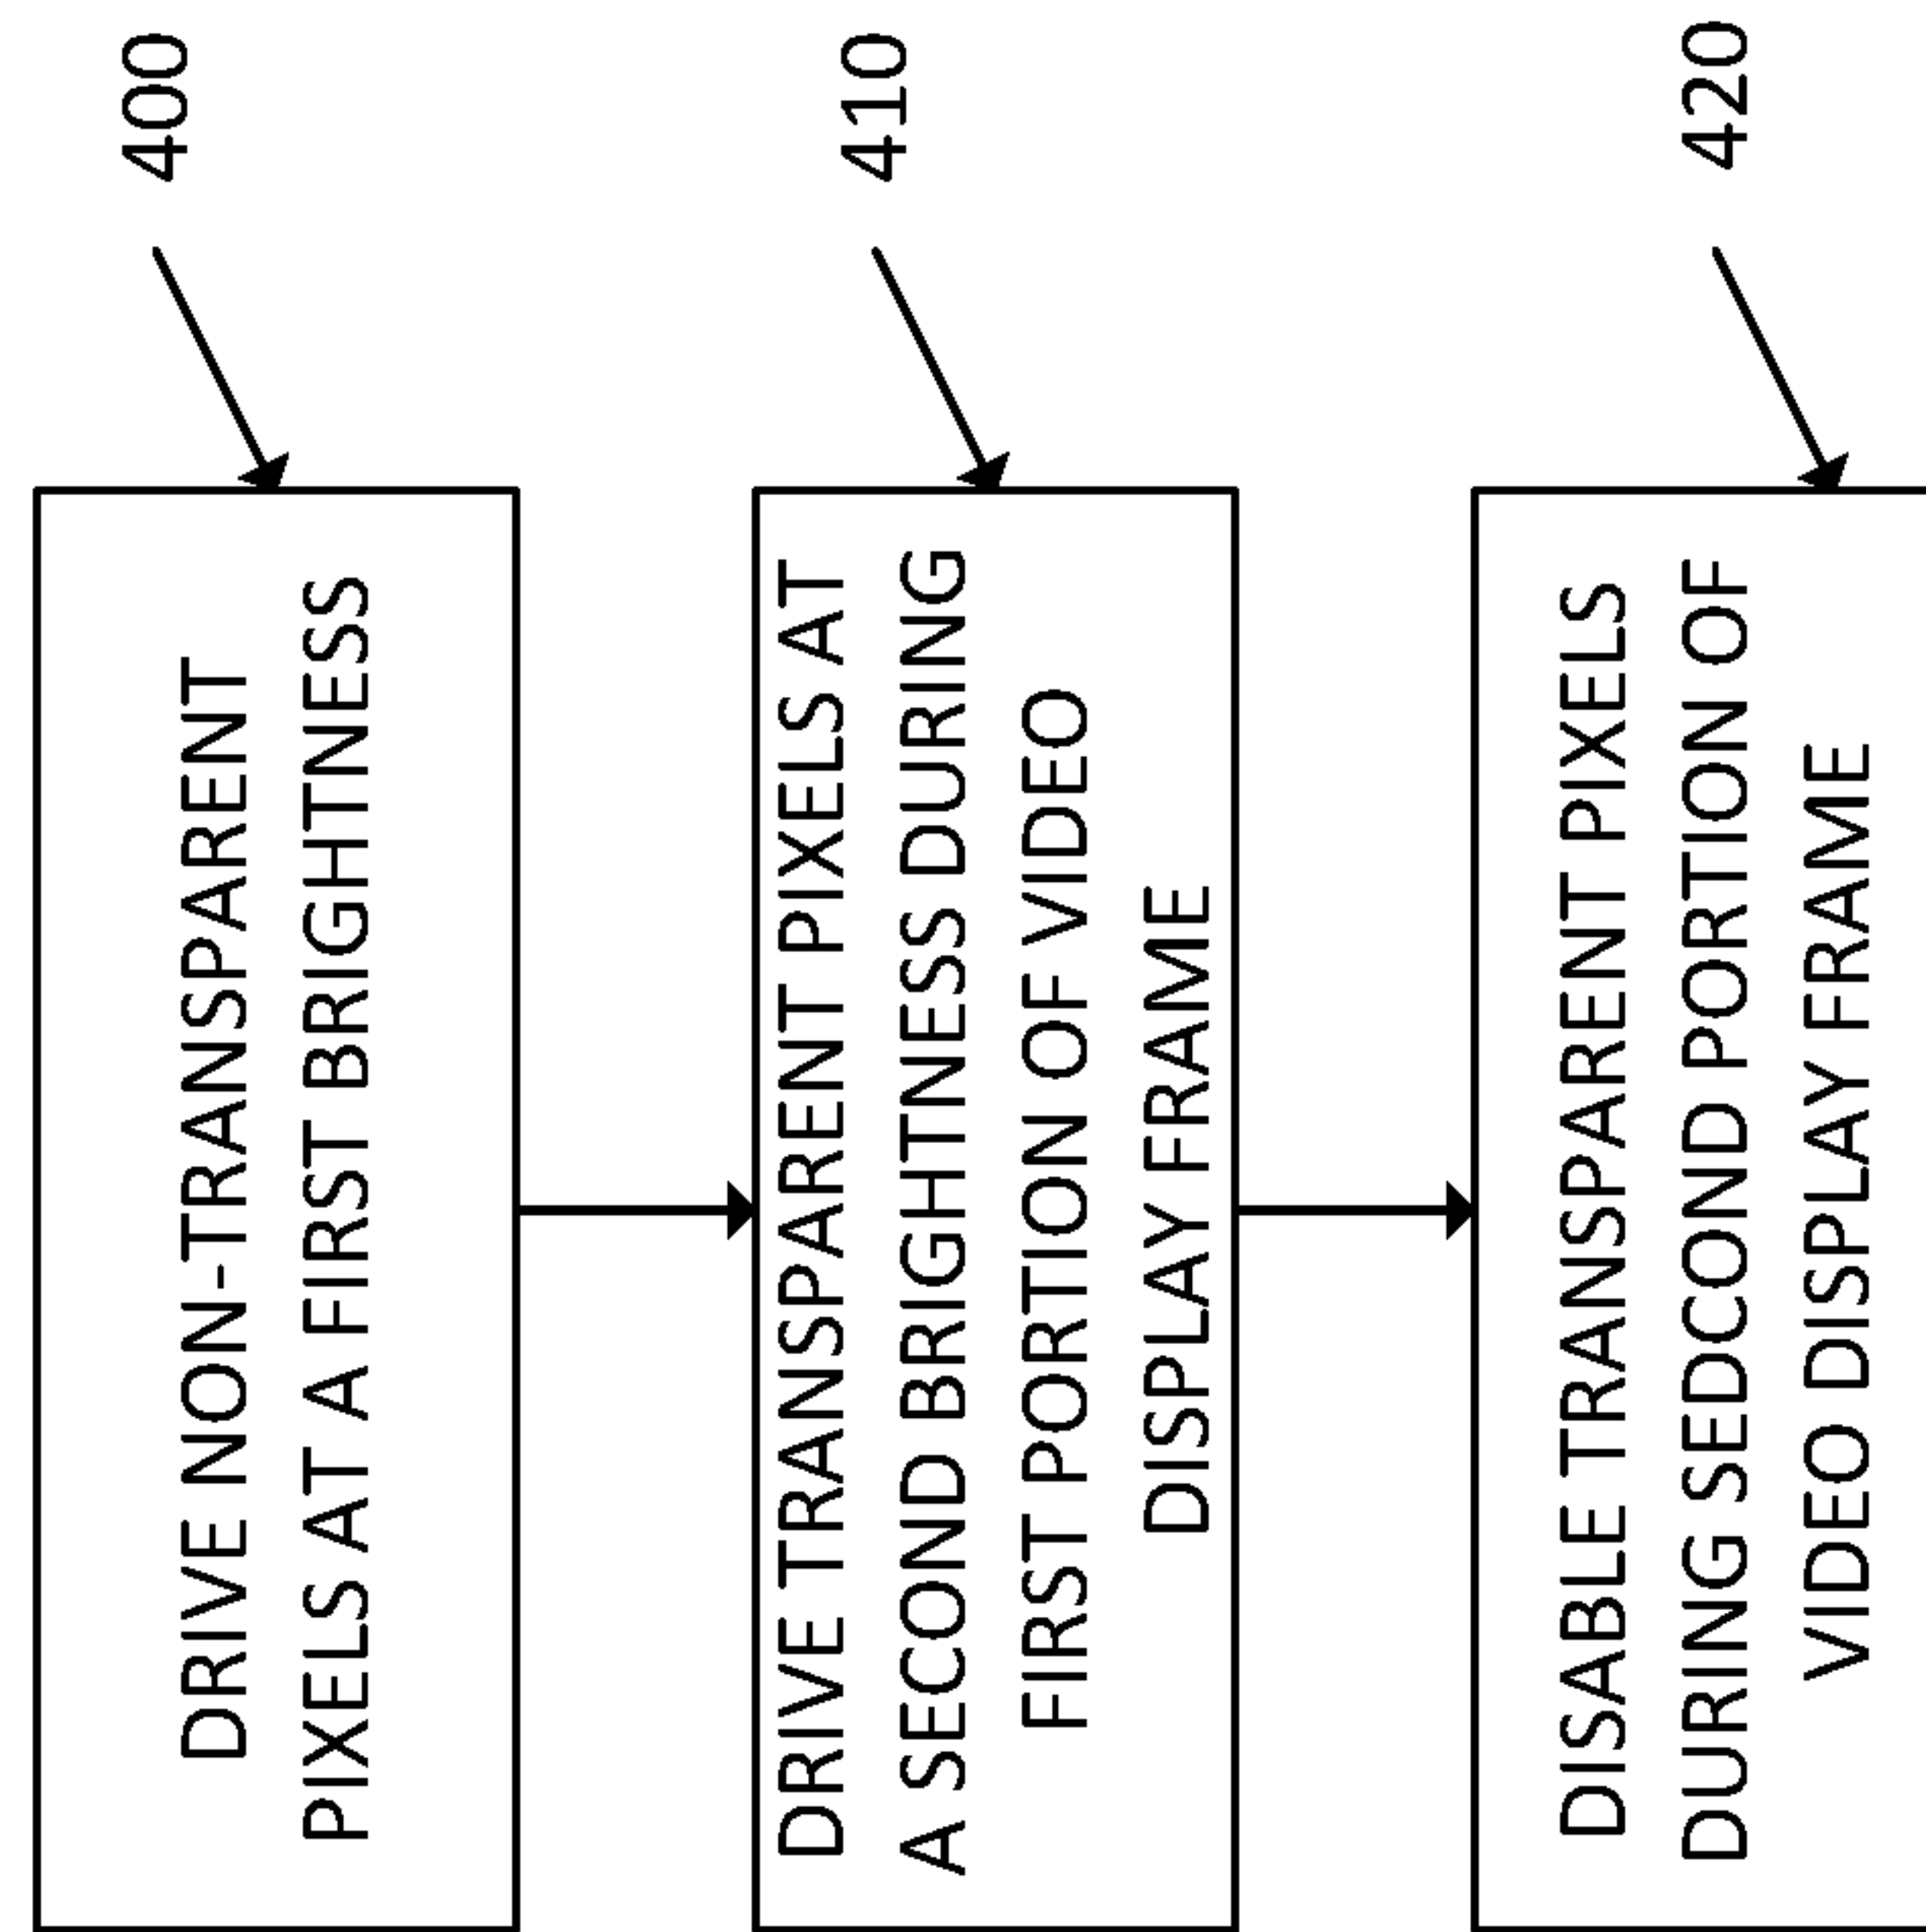 400
DRIVE NON-TRANSPARENT
PIXELS AT A FIRST BRIGHTNESS
410
DRIVE TRANSPARENT PIXELS AT
A SECOND BRIGHTNESS DURING
FIRST PORTION OF VIDEO
DISPLAY FRAME
420
DISABLE TRANSPARENT PIXELS
DURING SEDCOND PORTION OF
VIDEO DISPLAY FRAME